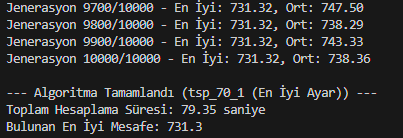 Jenerasyon 9700/10000 - En İyi: 731.32, Ort: 747.50
Jenerasyon 9800/10000 - En İyi: 731.32, Ort: 738.29
Jenerasyon 9900/10000 - En İyi: 731.32, Ort: 743.33
Jenerasyon 10000/10000 - En İyi: 731.32, Ort: 738.36
--- Algoritma Tamamlandı (tsp_70_1 (En İyi Ayar)) ---
Toplam Hesaplama Süresi: 79.35 saniye
Bulunan En İyi Mesafe: 731.3